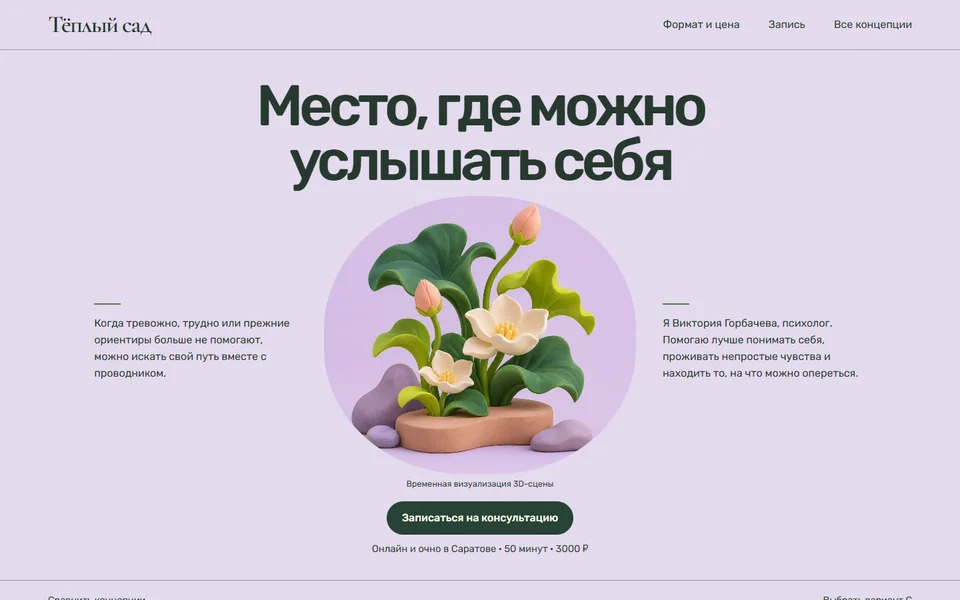 Тёплый сад
Формат и цена
Запись
Все концепции
Место, где можно
услышать себя
Когда тревожно, трудно или прежние
ориентиры больше не помогают,
можно искать свой путь вместе с
проводником.
Я Виктория Горбачева, психолог.
Помогаю лучше понимать себя,
проживать непростые чувства и
находить то, на что можно опереться.
Временная визуализация 3D-сцены
Записаться на консультацию
Онлайн и очно в Саратове • 50 минут • 3000 ₽
Сравнить концепции
Выбрать вариант C